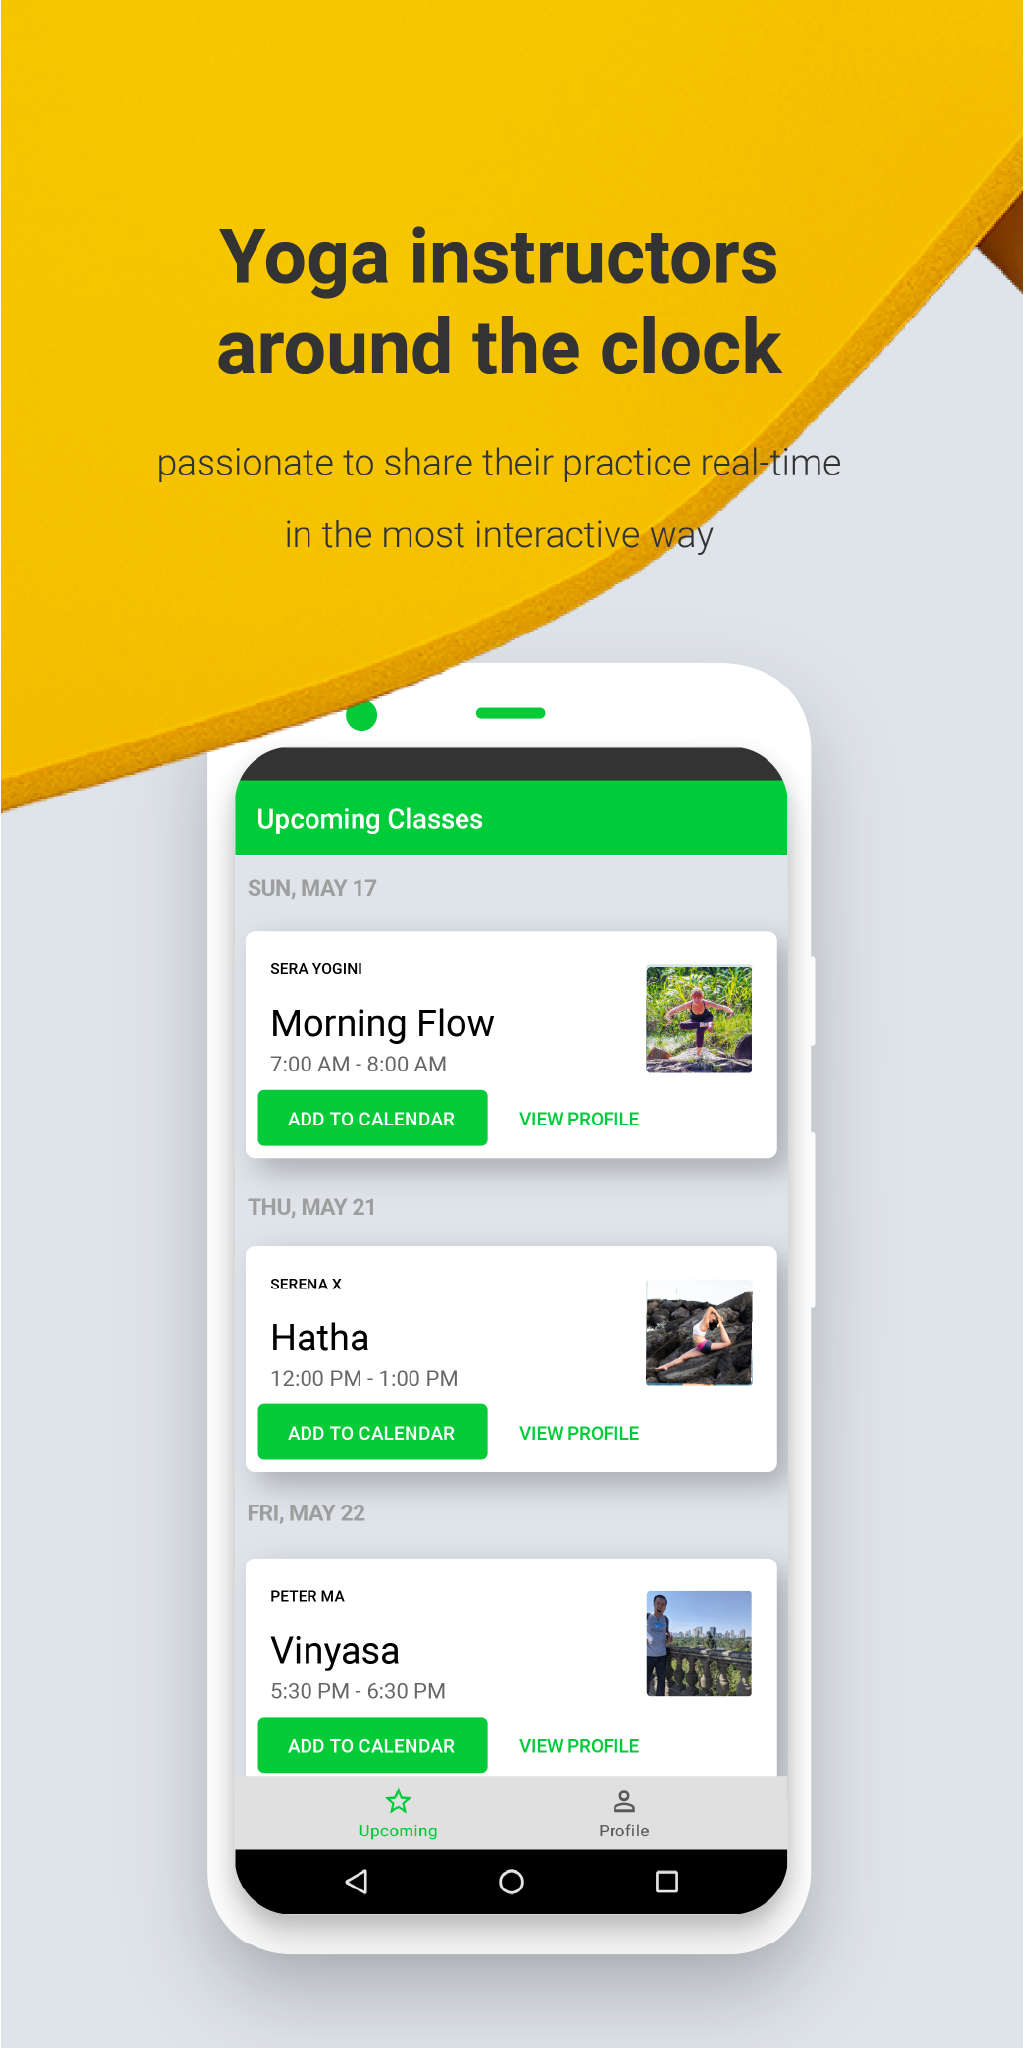 Yoga instructors
around the clock
passionate to share their practice real-time
in the most interactive way
Upcoming Classes
SUN, MAY 17
SERA YOGINI
Morning Flow
7:00 AM - 8:00 AM
ADD TO CALENDAR VIEW PROFILE
THU, MAY 21
SERENA X
Hatha
12:00 PM - 1:00 PM
ADD TO CALENDAR VIEW PROFILE
FRI, MAY 22
PETER MA
Vinyasa
5:30 PM - 6:30 PM
ADD TO CALENDAR VIEW PROFILE
Upcoming Profile